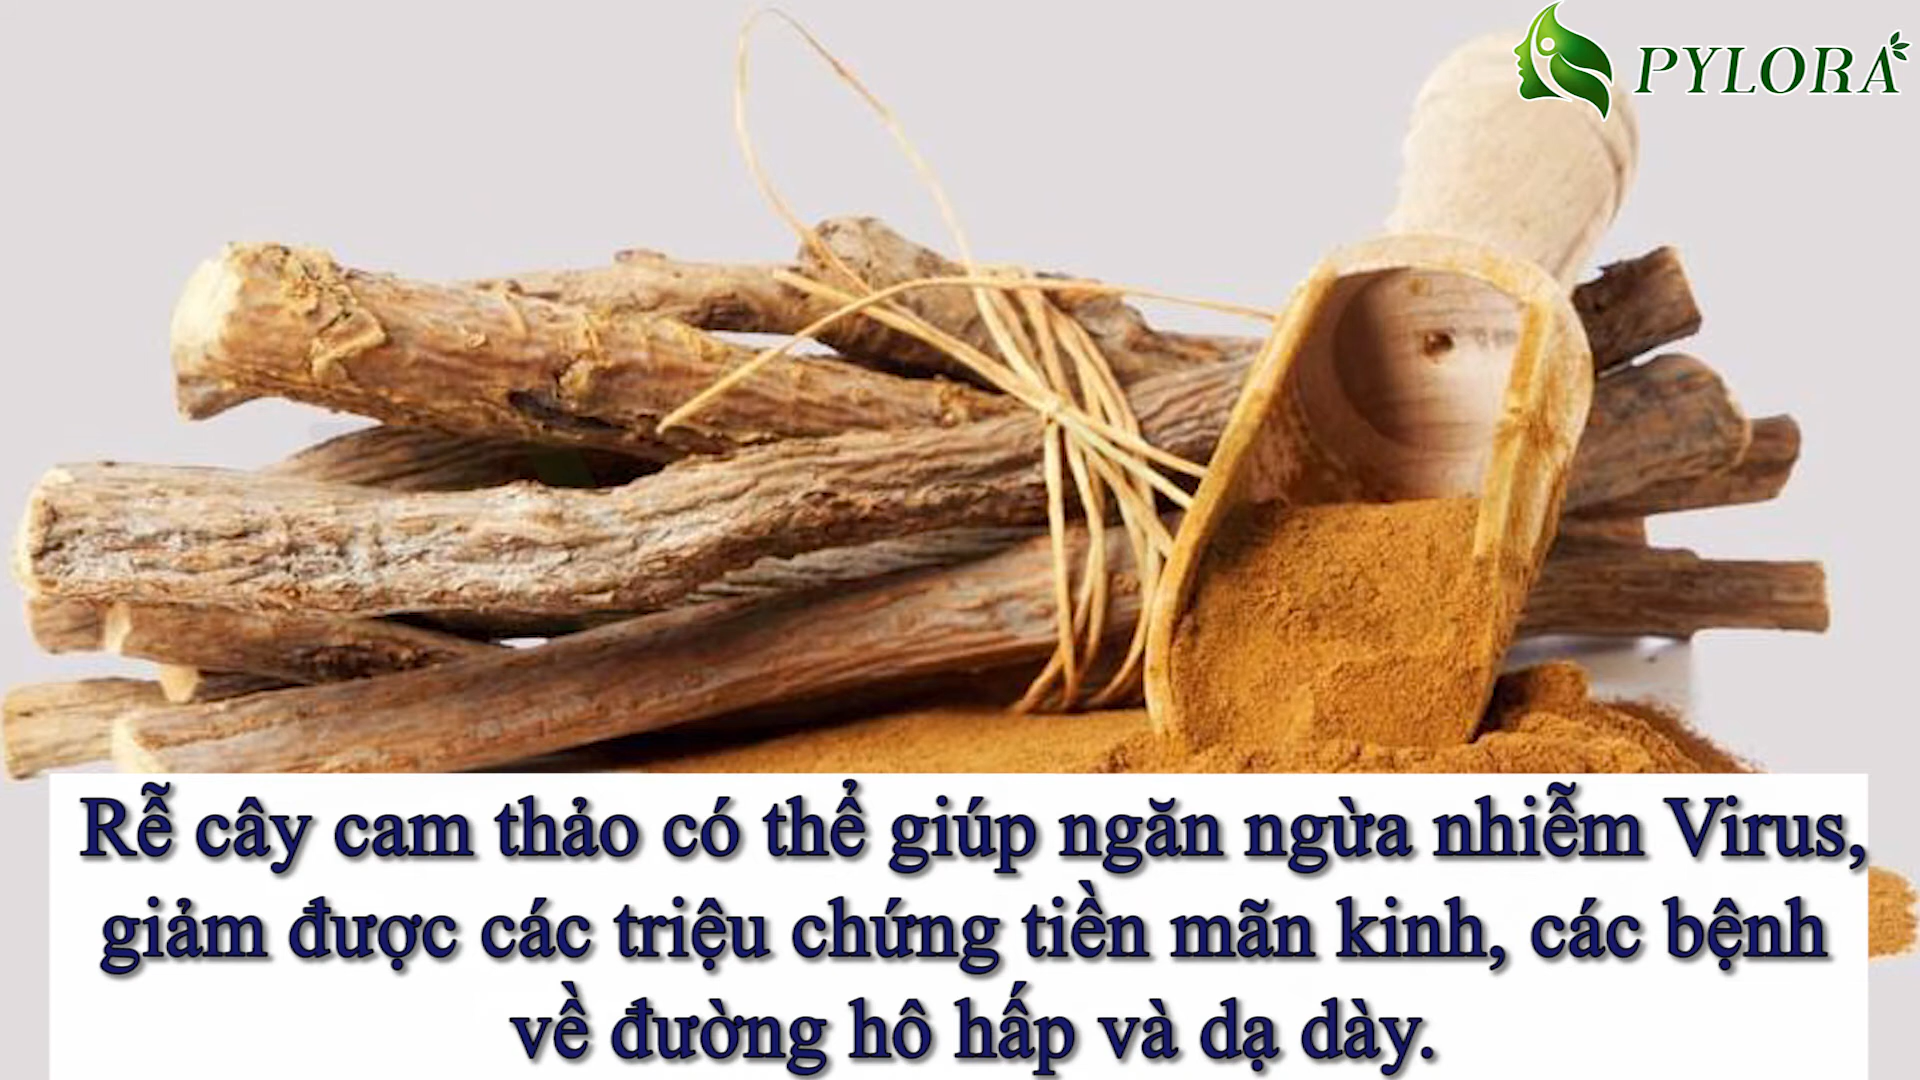 PYLORA
Rễ cây cam thảo có thể giúp ngăn ngừa nhiễm Virus,
giảm được các triệu chứng tiền mãn kinh, các bệnh
về đường hô hấp và dạ dày.